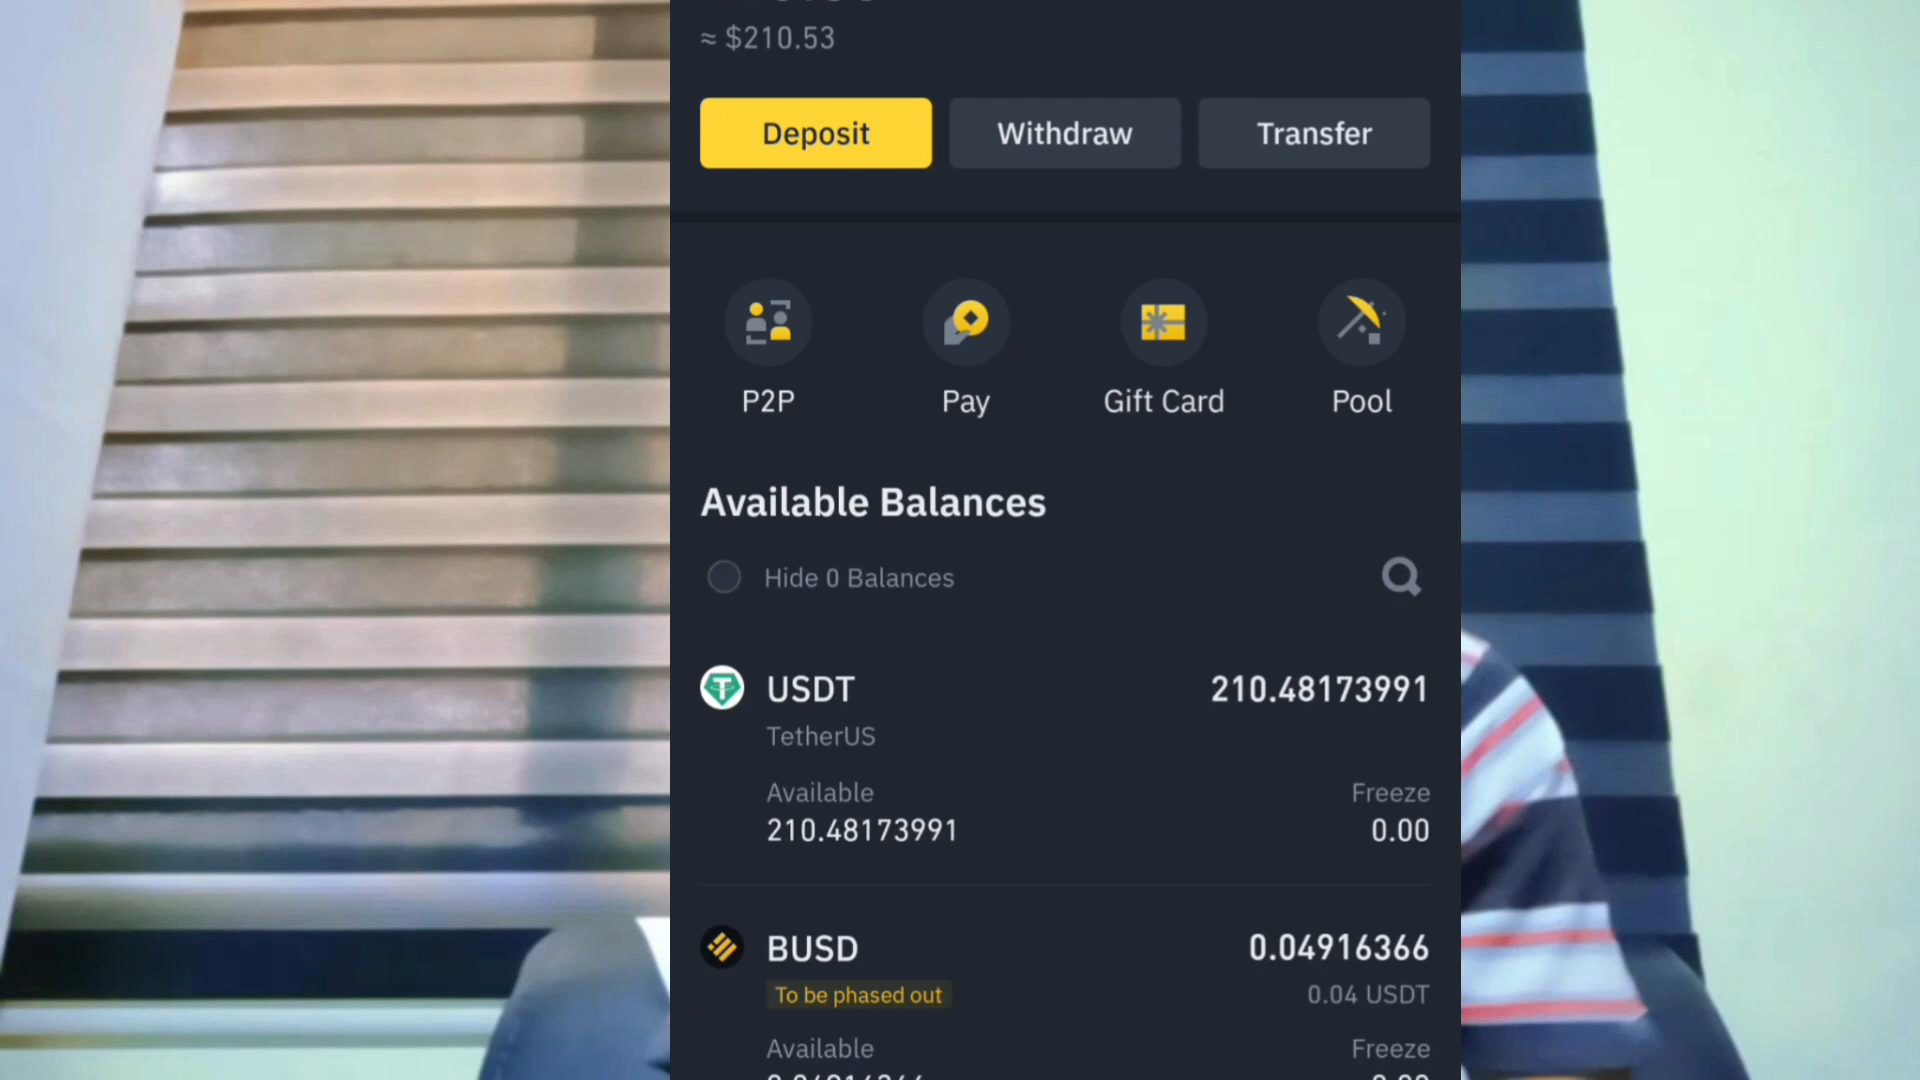 ≈ $210.53
Deposit
Withdraw
Transfer
P2P
Pay
Gift Card
Pool
Available Balances
Hide 0 Balances
USDT
210.48173991
TetherUS
Available
Freeze
210.48173991
0.00
BUSD
0.04916366
To be phased out
0.04 USDT
Available
Freeze